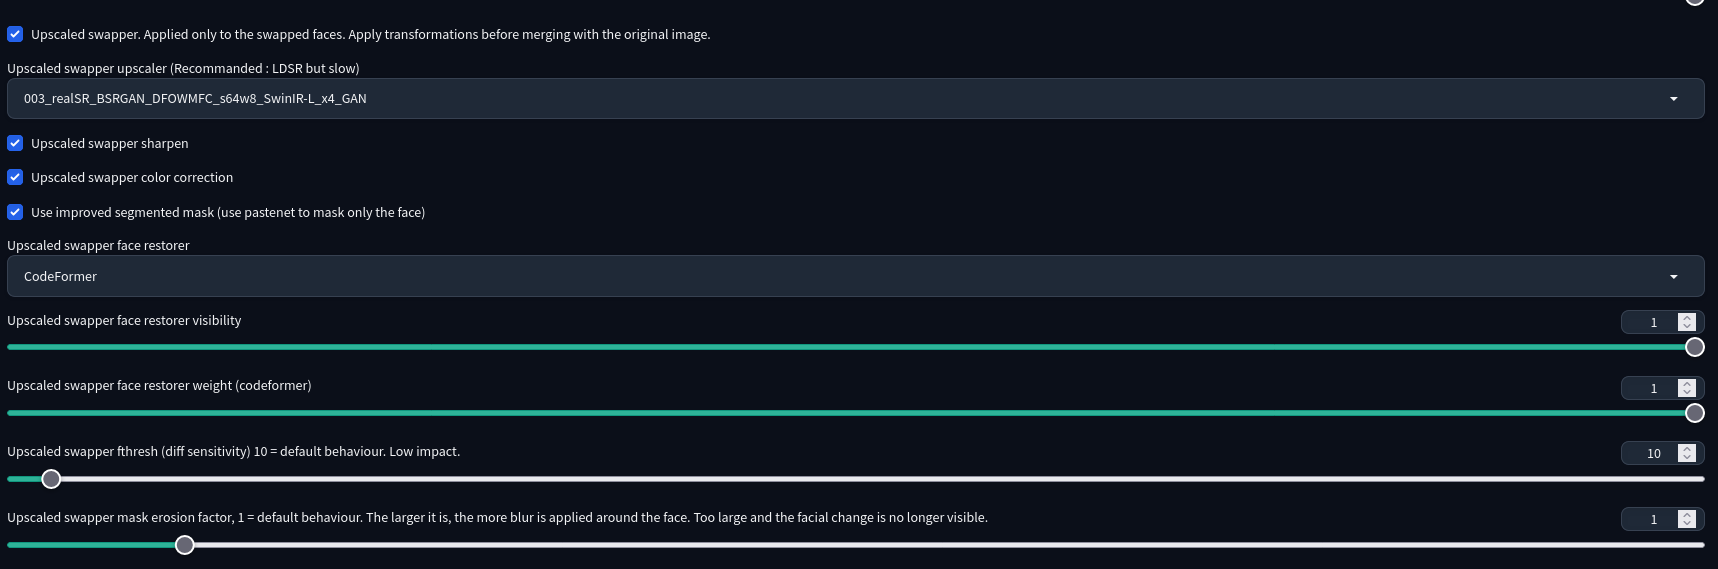 Upscaled swapper. Applied only to the swapped faces. Apply transformations before merging with the original image.
Upscaled swapper upscaler (Recommanded : LDSR but slow)
003_realSR_BSRGAN_DFOWMFC_s64w8_SwinIR-L_x4_GAN
Upscaled swapper sharpen
Upscaled swapper color correction
Use improved segmented mask (use pastenet to mask only the face)
Upscaled swapper face restorer
CodeFormer
Upscaled swapper face restorer visibility
1
Upscaled swapper face restorer weight (codeformer)
1
Upscaled swapper fthresh (diff sensitivity) 10 = default behaviour. Low impact.
10
Upscaled swapper mask erosion factor, 1 = default behaviour. The larger it is, the more blur is applied around the face. Too large and the facial change is no longer visible.
1